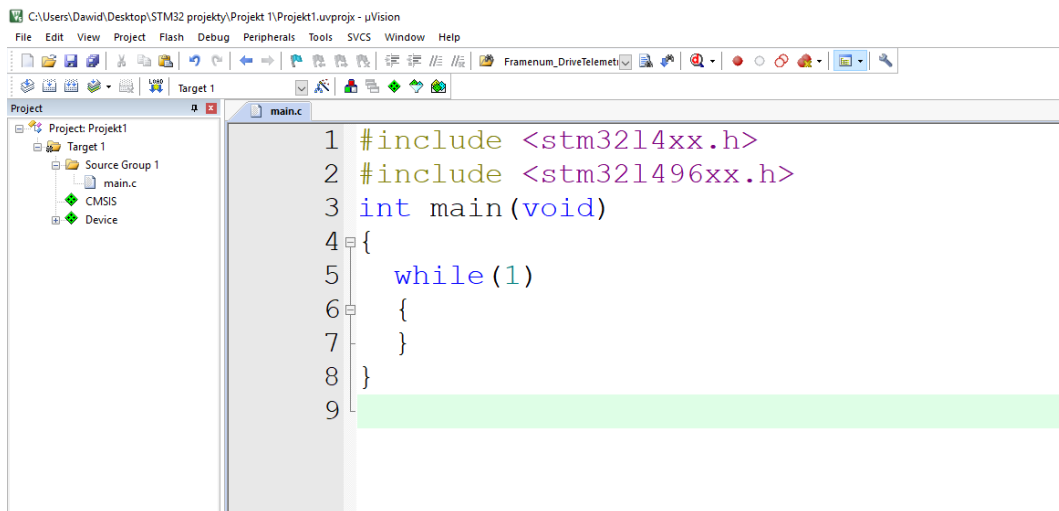 C:\Users\Dawid\Desktop\STM32 projekty\Projekt 1\Projekt1.uvprojx - µVision
File Edit View Project Flash Debug Peripherals Tools SVCS Window Help
Framenum_DriveTelemetr
LOAD Target 1
Project
main.c
Project: Projekt1
Target 1
Source Group 1
main.c
CMSIS
Device
1 #include <stm32l4xx.h>
2 #include <stm32l496xx.h>
3 int main(void)
4 {
5 while(1)
6 {
7 }
8 }
9